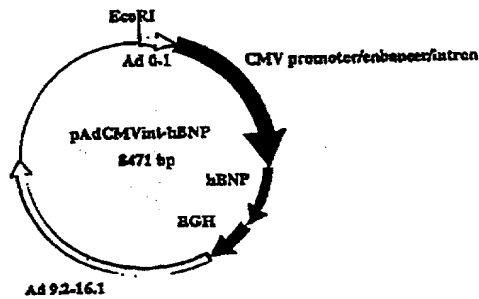 EcoRI
Ad 0-1
CMV promoter/enhancer/intron
pAdCMVint-hBNP
8471 bp
hBNP
BGH
Ad 9.2-16.1